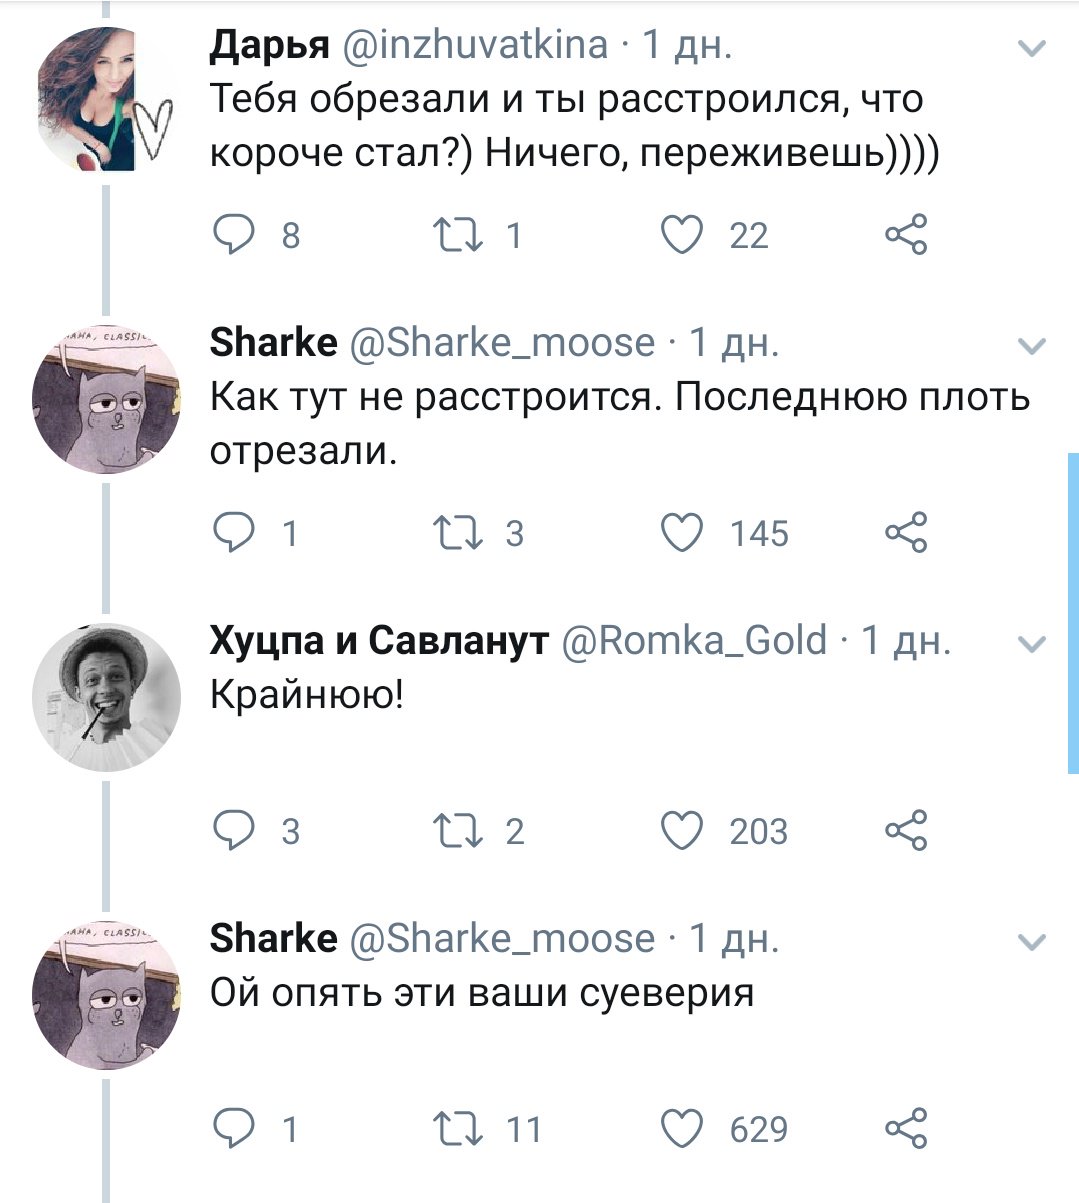 Дарья @inzhuvatkina · 1 дн.
Тебя обрезали и ты расстроился, что
короче стал?) Ничего, переживешь))))
8 1 22
Sharke @Sharke_moose · 1 дн.
Как тут не расстроится. Последнюю плоть
отрезали.
1 3 145
Хуцпа и Савланут @Romka_Gold · 1 дн.
Крайнюю!
3 2 203
Sharke @Sharke_moose · 1 дн.
Ой опять эти ваши суеверия
1 11 629